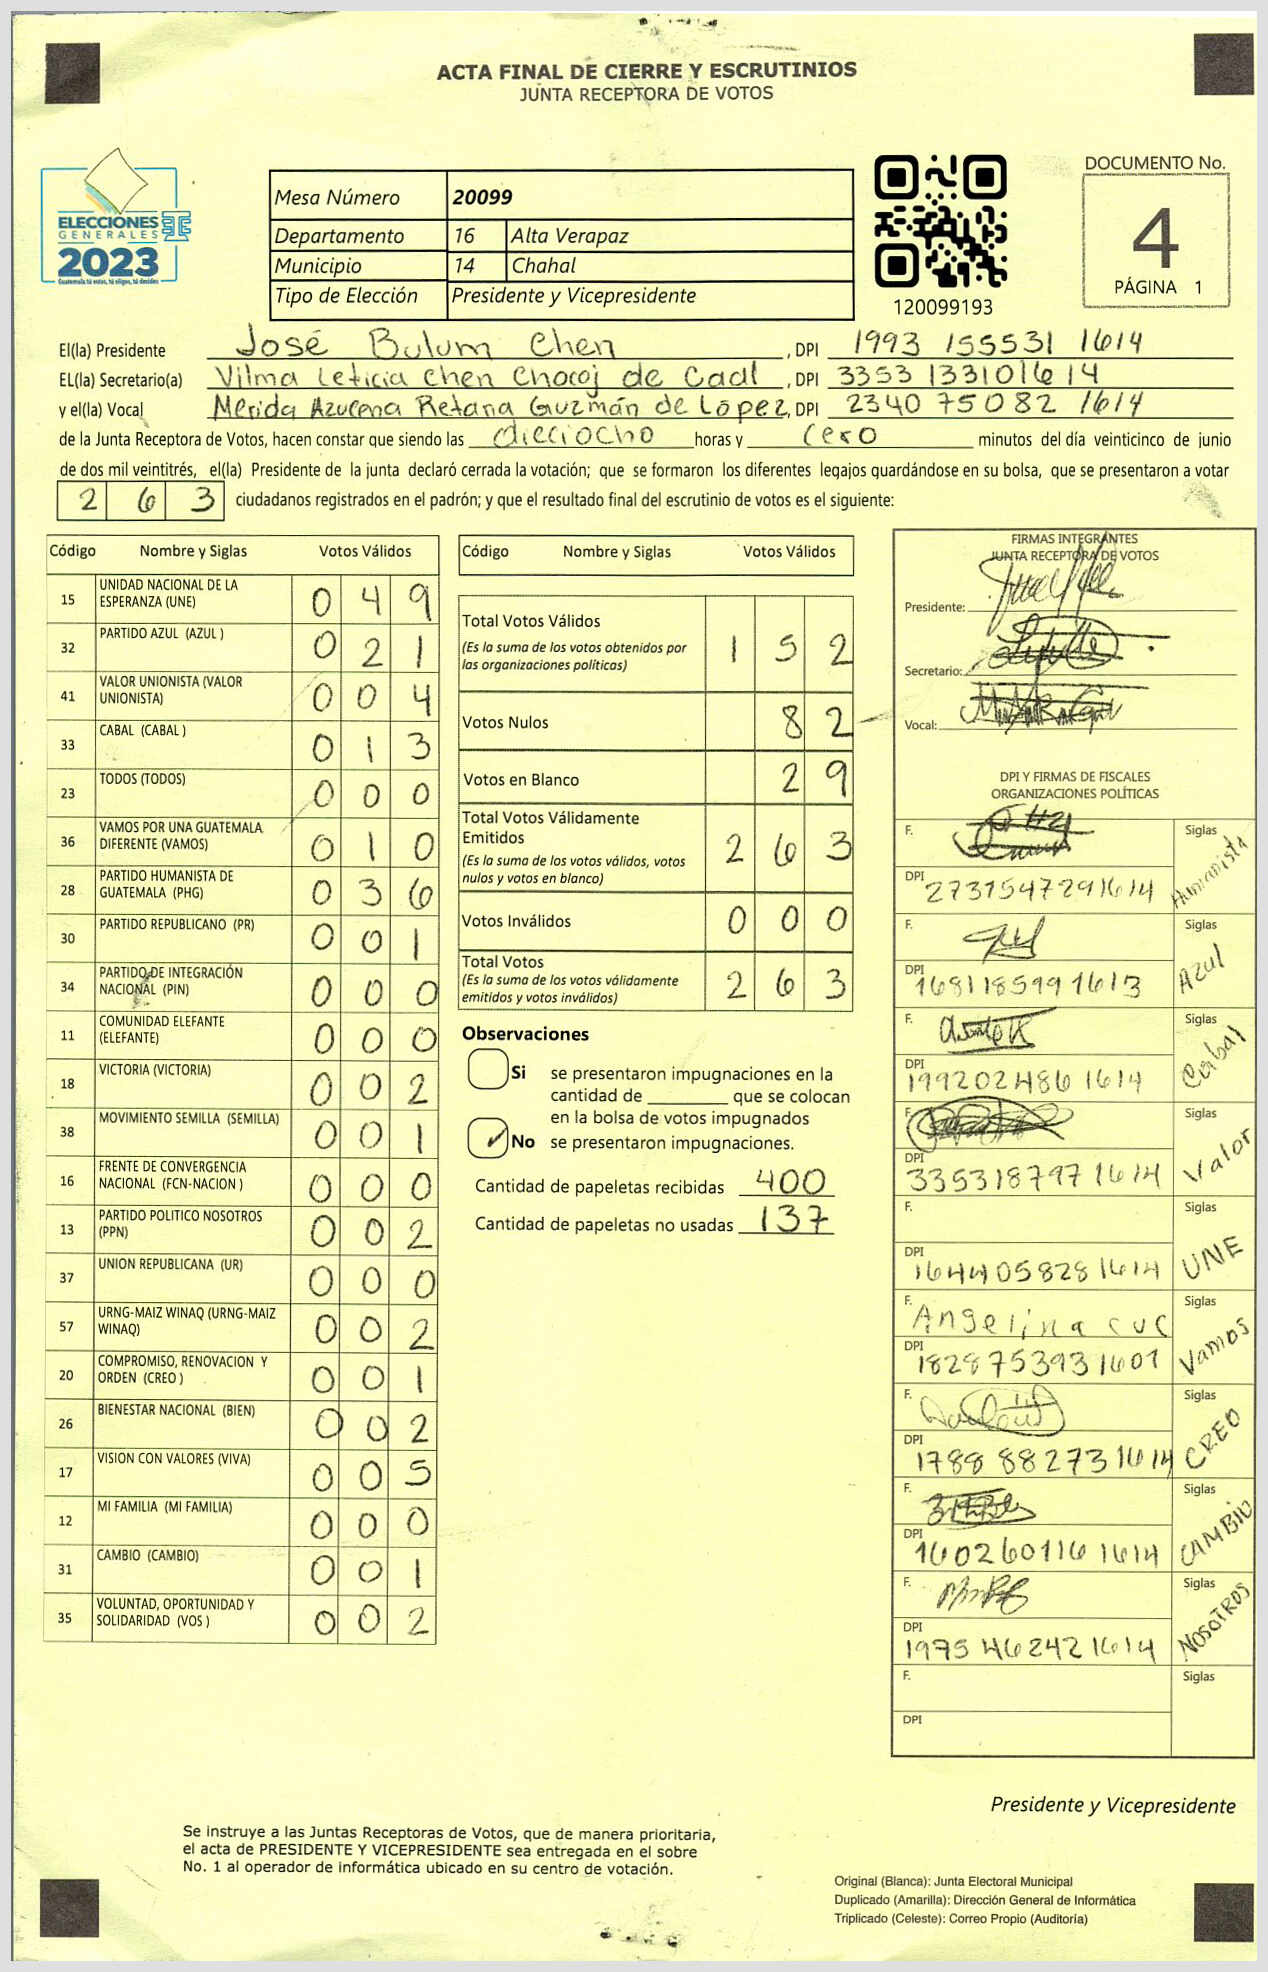 ACTA FINAL DE CIERRE Y ESCRUTINIOS
JUNTA RECEPTORA DE VOTOS
ELECCIONES
GENERALES
2023
Guatemala tú votas, tú eliges, tú decides
Mesa Número 20099
Departamento 16 Alta Verapaz
Municipio 14 Chahal
Tipo de Elección Presidente y Vicepresidente
120099193
DOCUMENTO No.
4
PÁGINA 1
El(la) Presidente José Bulum Chen, DPI 1993 155531 1614
EL(la) Secretario(a) Vilma Leticia Chen Chocoj de Caal, DPI 3353 133101614
y el(la) Vocal Merida Azucena Retana Guzmán de López, DPI 2340 75082 1614
de la Junta Receptora de Votos, hacen constar que siendo las dieciocho horas y cero minutos del día veinticinco de junio
de dos mil veintitrés, el(la) Presidente de la junta declaró cerrada la votación; que se formaron los diferentes legajos quardándose en su bolsa, que se presentaron a votar
2 6 3 ciudadanos registrados en el padrón; y que el resultado final del escrutinio de votos es el siguiente:
Código Nombre y Siglas Votos Válidos
15 UNIDAD NACIONAL DE LA ESPERANZA (UNE) 0 4 9
32 PARTIDO AZUL (AZUL ) 0 2 1
41 VALOR UNIONISTA (VALOR UNIONISTA) 0 0 4
33 CABAL (CABAL ) 0 1 3
23 TODOS (TODOS) 0 0 0
36 VAMOS POR UNA GUATEMALA DIFERENTE (VAMOS) 0 1 0
28 PARTIDO HUMANISTA DE GUATEMALA (PHG) 0 3 6
30 PARTIDO REPUBLICANO (PR) 0 0 1
34 PARTIDO DE INTEGRACIÓN NACIONAL (PIN) 0 0 0
11 COMUNIDAD ELEFANTE (ELEFANTE) 0 0 0
18 VICTORIA (VICTORIA) 0 0 2
38 MOVIMIENTO SEMILLA (SEMILLA) 0 0 1
16 FRENTE DE CONVERGENCIA NACIONAL (FCN-NACION ) 0 0 0
13 PARTIDO POLITICO NOSOTROS (PPN) 0 0 2
37 UNION REPUBLICANA (UR) 0 0 0
57 URNG-MAIZ WINAQ (URNG-MAIZ WINAQ) 0 0 2
20 COMPROMISO, RENOVACION Y ORDEN (CREO ) 0 0 1
26 BIENESTAR NACIONAL (BIEN) 0 0 2
17 VISION CON VALORES (VIVA) 0 0 5
12 MI FAMILIA (MI FAMILIA) 0 0 0
31 CAMBIO (CAMBIO) 0 0 1
35 VOLUNTAD, OPORTUNIDAD Y SOLIDARIDAD (VOS ) 0 0 2
Código Nombre y Siglas Votos Válidos
Total Votos Válidos 1 5 2
(Es la suma de los votos obtenidos por
las organizaciones políticas)
Votos Nulos 8 2
Votos en Blanco 2 9
Total Votos Válidamente
Emitidos 2 6 3
(Es la suma de los votos válidos, votos
nulos y votos en blanco)
Votos Inválidos 0 0 0
Total Votos 2 6 3
(Es la suma de los votos válidamente
emitidos y votos inválidos)
Observaciones
Si se presentaron impugnaciones en la
cantidad de ________ que se colocan
en la bolsa de votos impugnados
No se presentaron impugnaciones.
Cantidad de papeletas recibidas 400
Cantidad de papeletas no usadas 137
FIRMAS INTEGRANTES
JUNTA RECEPTORA DE VOTOS
Presidente:
Secretario:
Vocal:
DPI Y FIRMAS DE FISCALES
ORGANIZACIONES POLÍTICAS
F. Siglas Humanista
DPI 2731547291614
F. Siglas Azul
DPI 1681185991613
F. Siglas Cabal
DPI 1992024861614
F. Siglas Valor
DPI 3353187971614
F. Siglas UNE
DPI 1644058281614
F. Angelina cuc Siglas Vamos
DPI 1828753931601
F. Siglas CREO
DPI 1788 88273 1614
F. Siglas CAMBIO
DPI 1602601161614
F. Siglas NOSOTROS
DPI 1975 462421614
F. Siglas
DPI
Presidente y Vicepresidente
Se instruye a las Juntas Receptoras de Votos, que de manera prioritaria,
el acta de PRESIDENTE Y VICEPRESIDENTE sea entregada en el sobre
No. 1 al operador de informática ubicado en su centro de votación.
Original (Blanca): Junta Electoral Municipal
Duplicado (Amarilla): Dirección General de Informática
Triplicado (Celeste): Correo Propio (Auditoría)